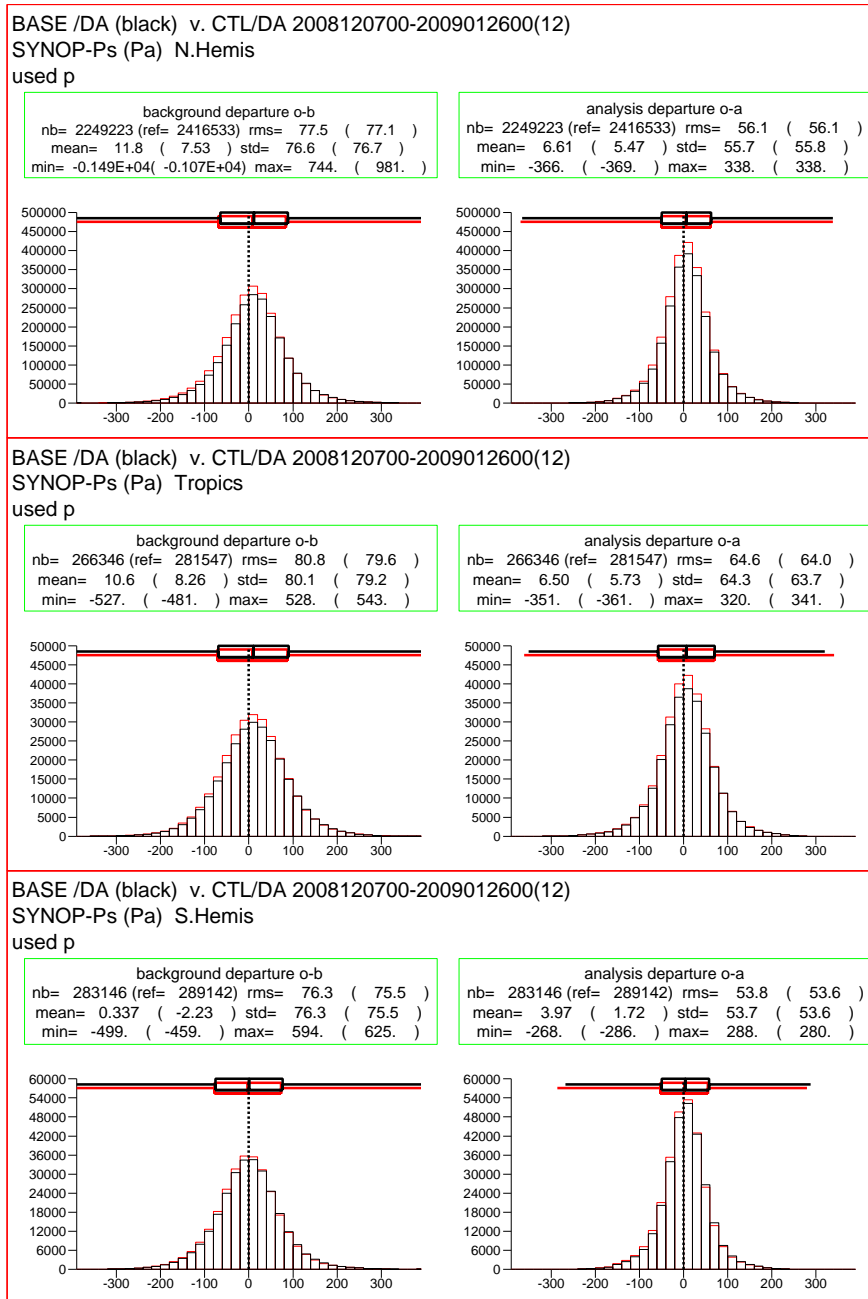 BASE /DA (black) v. CTL/DA 2008120700-2009012600(12)
SYNOP-Ps (Pa) N.Hemis
used p
background departure o-b
nb= 2249223 (ref= 2416533) rms= 77.5 ( 77.1 )
mean= 11.8 ( 7.53 ) std= 76.6 ( 76.7 )
min= -0.149E+04( -0.107E+04) max= 744. ( 981. )
analysis departure o-a
nb= 2249223 (ref= 2416533) rms= 56.1 ( 56.1 )
mean= 6.61 ( 5.47 ) std= 55.7 ( 55.8 )
min= -366. ( -369. ) max= 338. ( 338. )
500000
450000
400000
350000
300000
250000
200000
150000
100000
50000
0
-300 -200 -100 0 100 200 300
500000
450000
400000
350000
300000
250000
200000
150000
100000
50000
0
-300 -200 -100 0 100 200 300
BASE /DA (black) v. CTL/DA 2008120700-2009012600(12)
SYNOP-Ps (Pa) Tropics
used p
background departure o-b
nb= 266346 (ref= 281547) rms= 80.8 ( 79.6 )
mean= 10.6 ( 8.26 ) std= 80.1 ( 79.2 )
min= -527. ( -481. ) max= 528. ( 543. )
analysis departure o-a
nb= 266346 (ref= 281547) rms= 64.6 ( 64.0 )
mean= 6.50 ( 5.73 ) std= 64.3 ( 63.7 )
min= -351. ( -361. ) max= 320. ( 341. )
50000
45000
40000
35000
30000
25000
20000
15000
10000
5000
0
-300 -200 -100 0 100 200 300
50000
45000
40000
35000
30000
25000
20000
15000
10000
5000
0
-300 -200 -100 0 100 200 300
BASE /DA (black) v. CTL/DA 2008120700-2009012600(12)
SYNOP-Ps (Pa) S.Hemis
used p
background departure o-b
nb= 283146 (ref= 289142) rms= 76.3 ( 75.5 )
mean= 0.337 ( -2.23 ) std= 76.3 ( 75.5 )
min= -499. ( -459. ) max= 594. ( 625. )
analysis departure o-a
nb= 283146 (ref= 289142) rms= 53.8 ( 53.6 )
mean= 3.97 ( 1.72 ) std= 53.7 ( 53.6 )
min= -268. ( -286. ) max= 288. ( 280. )
60000
54000
48000
42000
36000
30000
24000
18000
12000
6000
0
-300 -200 -100 0 100 200 300
60000
54000
48000
42000
36000
30000
24000
18000
12000
6000
0
-300 -200 -100 0 100 200 300